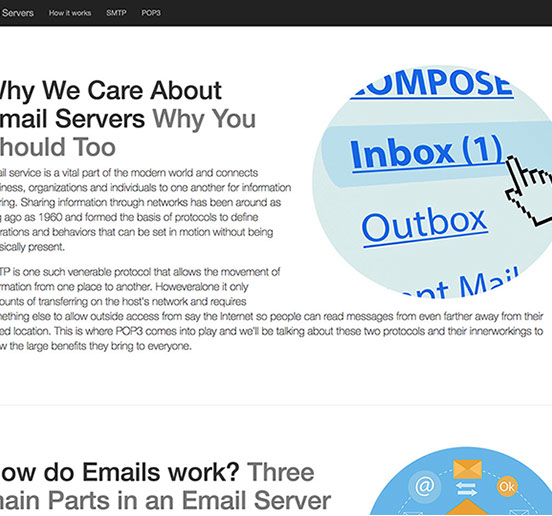 Servers How it works SMTP POP3
Why We Care About
Email Servers Why You
Should Too
ail service is a vital part of the modern world and connects
iness, organizations and individuals to one another for information
ring. Sharing information through networks has been around as
g ago as 1960 and formed the basis of protocols to define
rations and behaviors that can be set in motion without being
sically present.
TP is one such venerable protocol that allows the movement of
rmation from one place to another. Howeveralone it only
ounts of transferring on the host's network and requires
mething else to allow outside access from say the Internet so people can read messages from even farther away from their
ed location. This is where POP3 comes into play and we'll be talking about these two protocols and their innerworkings to
w the large benefits they bring to everyone.
COMPOSE
Inbox (1)
Outbox
ent Mail
How do Emails work? Three
main Parts in an Email Server
@
Ok